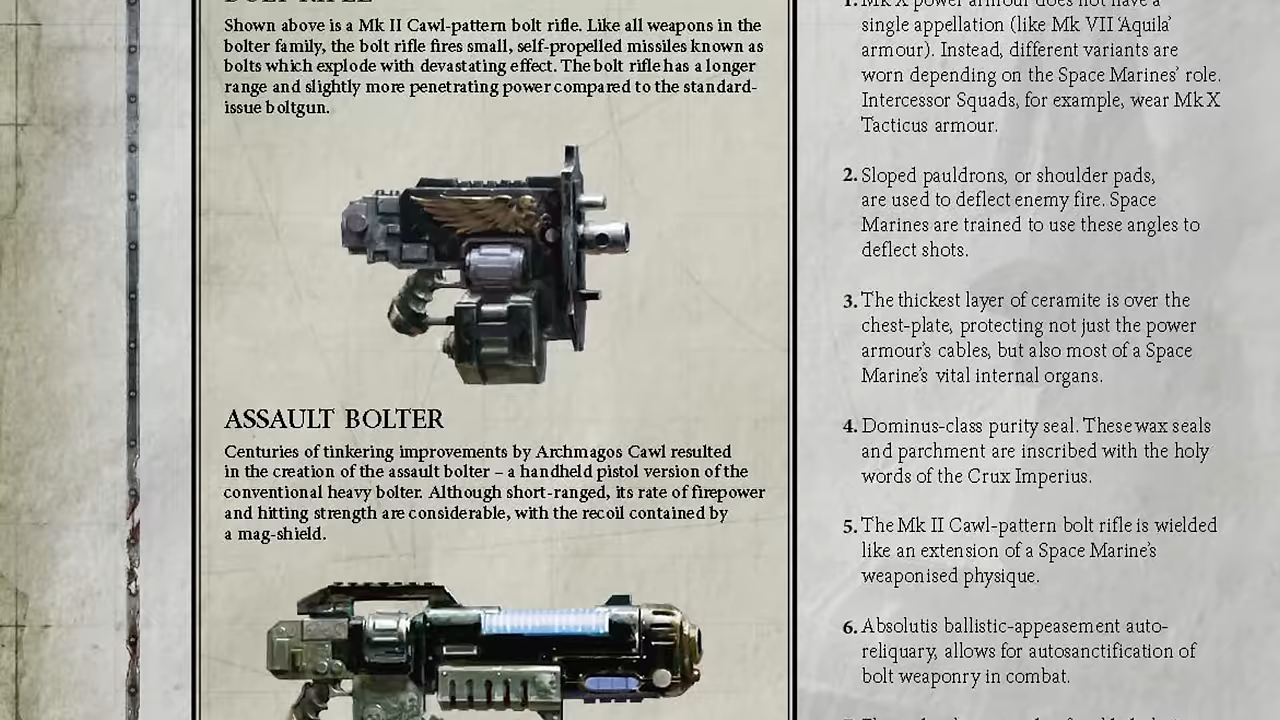 BOLT RIFLE
Shown above is a Mk II Cawl-pattern bolt rifle. Like all weapons in the
bolter family, the bolt rifle fires small, self-propelled missiles known as
bolts which explode with devastating effect. The bolt rifle has a longer
range and slightly more penetrating power compared to the standard-
issue boltgun.
ASSAULT BOLTER
Centuries of tinkering improvements by Archmagos Cawl resulted
in the creation of the assault bolter – a handheld pistol version of the
conventional heavy bolter. Although short-ranged, its rate of firepower
and hitting strength are considerable, with the recoil contained by
a mag-shield.
1. Mk X power armour does not have a
single appellation (like Mk VII ‘Aquila’
armour). Instead, different variants are
worn depending on the Space Marines’ role.
Intercessor Squads, for example, wear Mk X
Tacticus armour.
2. Sloped pauldrons, or shoulder pads,
are used to deflect enemy fire. Space
Marines are trained to use these angles to
deflect shots.
3. The thickest layer of ceramite is over the
chest-plate, protecting not just the power
armour’s cables, but also most of a Space
Marine’s vital internal organs.
4. Dominus-class purity seal. These wax seals
and parchment are inscribed with the holy
words of the Crux Imperius.
5. The Mk II Cawl-pattern bolt rifle is wielded
like an extension of a Space Marine’s
weaponised physique.
6. Absolutis ballistic-appeasement auto-
reliquary, allows for autosanctification of
bolt weaponry in combat.